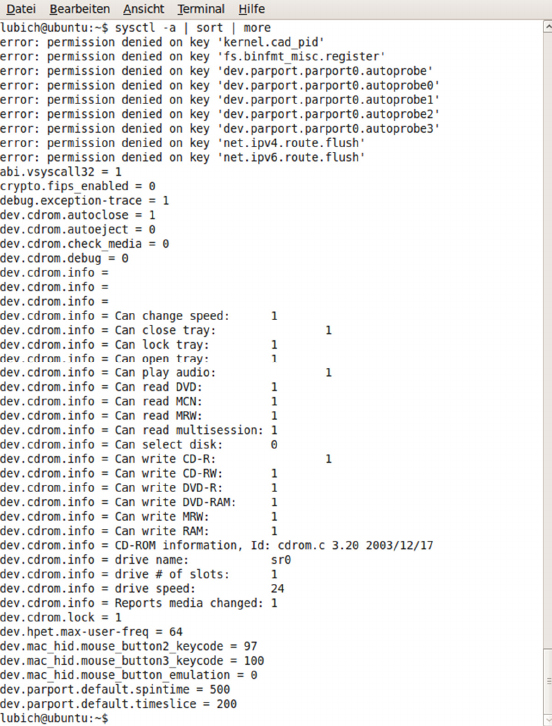 Datei Bearbeiten Ansicht Terminal Hilfe
lubich@ubuntu:~$ sysctl -a | sort | more
error: permission denied on key 'kernel.cad_pid'
error: permission denied on key 'fs.binfmt_misc.register'
error: permission denied on key 'dev.parport.parport0.autoprobe'
error: permission denied on key 'dev.parport.parport0.autoprobe0'
error: permission denied on key 'dev.parport.parport0.autoprobe1'
error: permission denied on key 'dev.parport.parport0.autoprobe2'
error: permission denied on key 'dev.parport.parport0.autoprobe3'
error: permission denied on key 'net.ipv4.route.flush'
error: permission denied on key 'net.ipv6.route.flush'
abi.vsyscall32 = 1
crypto.fips_enabled = 0
debug.exception-trace = 1
dev.cdrom.autoclose = 1
dev.cdrom.autoeject = 0
dev.cdrom.check_media = 0
dev.cdrom.debug = 0
dev.cdrom.info =
dev.cdrom.info =
dev.cdrom.info =
dev.cdrom.info = Can change speed: 1
dev.cdrom.info = Can close tray: 1
dev.cdrom.info = Can lock tray: 1
dev.cdrom.info = Can open tray: 1
dev.cdrom.info = Can play audio: 1
dev.cdrom.info = Can read DVD: 1
dev.cdrom.info = Can read MCN: 1
dev.cdrom.info = Can read MRW: 1
dev.cdrom.info = Can read multisession: 1
dev.cdrom.info = Can select disk: 0
dev.cdrom.info = Can write CD-R: 1
dev.cdrom.info = Can write CD-RW: 1
dev.cdrom.info = Can write DVD-R: 1
dev.cdrom.info = Can write DVD-RAM: 1
dev.cdrom.info = Can write MRW: 1
dev.cdrom.info = Can write RAM: 1
dev.cdrom.info = CD-ROM information, Id: cdrom.c 3.20 2003/12/17
dev.cdrom.info = drive name: sr0
dev.cdrom.info = drive # of slots: 1
dev.cdrom.info = drive speed: 24
dev.cdrom.info = Reports media changed: 1
dev.cdrom.lock = 1
dev.hpet.max-user-freq = 64
dev.mac_hid.mouse_button2_keycode = 97
dev.mac_hid.mouse_button3_keycode = 100
dev.mac_hid.mouse_button_emulation = 0
dev.parport.default.spintime = 500
dev.parport.default.timeslice = 200
lubich@ubuntu:~$